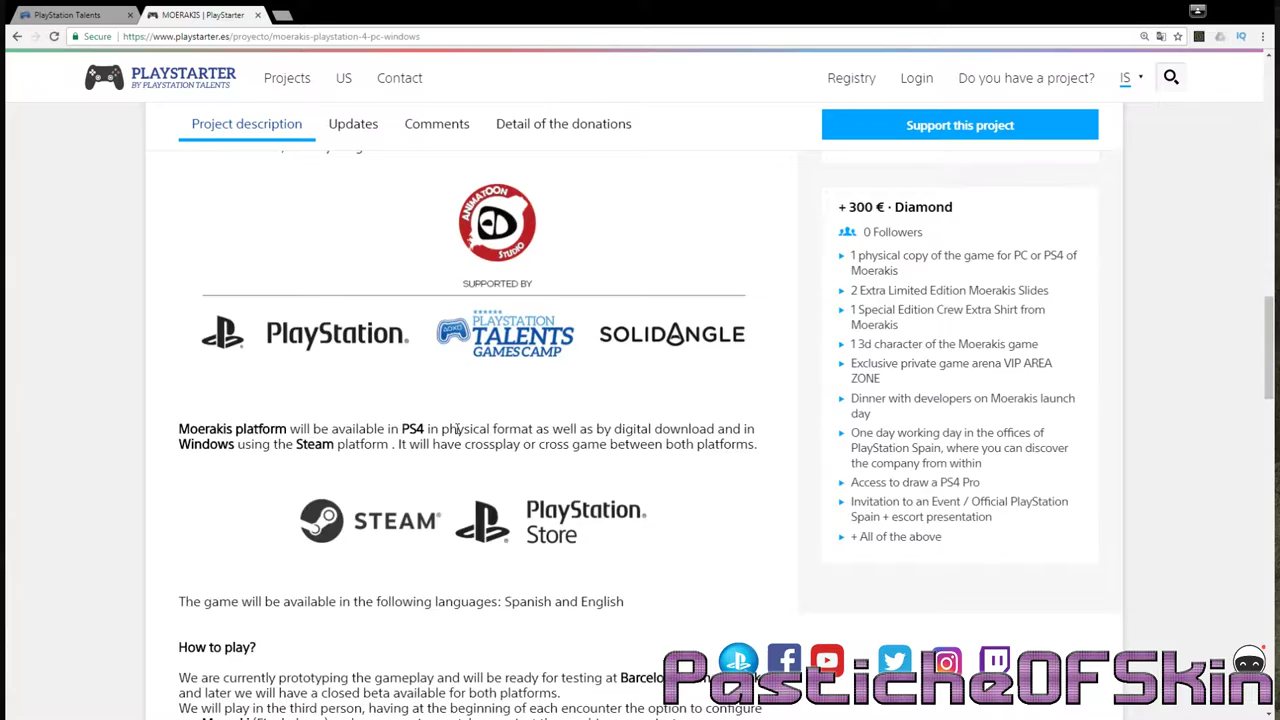 PlayStation Talents
MOERAKIS | PlayStarter
Secure
https://www.playstarter.es/proyecto/moerakis-playstation-4-pc-windows
PLAYSTARTER
BY PLAYSTATION TALENTS
Projects
US
Contact
Registry
Login
Do you have a project?
IS
Project description
Updates
Comments
Detail of the donations
Support this project
ANIMATOON
STUDIO
SUPPORTED BY
PlayStation.
PLAYSTATION
TALENTS
GAMES CAMP
SOLIDANGLE
Moerakis platform will be available in PS4 in physical format as well as by digital download and in
Windows using the Steam platform . It will have crossplay or cross game between both platforms.
STEAM
PlayStation
Store
The game will be available in the following languages: Spanish and English
How to play?
We are currently prototyping the gameplay and will be ready for testing at
and later we will have a closed beta available for both platforms.
We will play in the third person, having at the beginning of each encounter the option to configure
+ 300 € · Diamond
0 Followers
1 physical copy of the game for PC or PS4 of
Moerakis
2 Extra Limited Edition Moerakis Slides
1 Special Edition Crew Extra Shirt from
Moerakis
1 3d character of the Moerakis game
Exclusive private game arena VIP AREA
ZONE
Dinner with developers on Moerakis launch
day
One day working day in the offices of
PlayStation Spain, where you can discover
the company from within
Access to draw a PS4 Pro
Invitation to an Event / Official PlayStation
Spain + escort presentation
+ All of the above
PasticheOFSkin